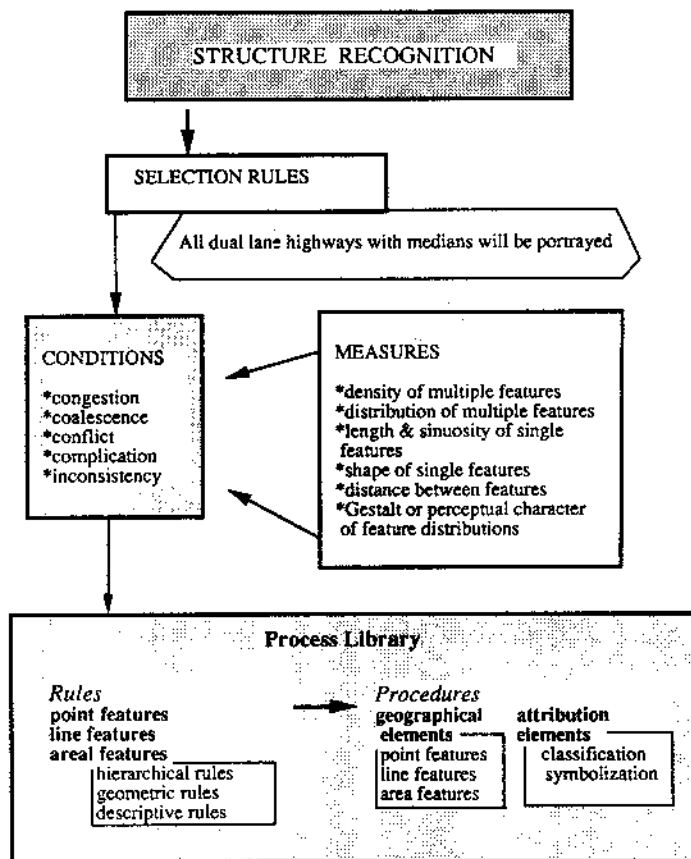 STRUCTURE RECOGNITION
SELECTION RULES
All dual lane highways with medians will be portrayed
CONDITIONS
*congestion
*coalescence
*conflict
*complication
*inconsistency
MEASURES
*density of multiple features
*distribution of multiple features
*length & sinuosity of single
features
*shape of single features
*distance between features
*Gestalt or perceptual character
of feature distributions
Process Library
Rules
point features
line features
areal features
hierarchical rules
geometric rules
descriptive rules
Procedures
geographical
elements
point features
line features
area features
attribution
elements
classification
symbolization